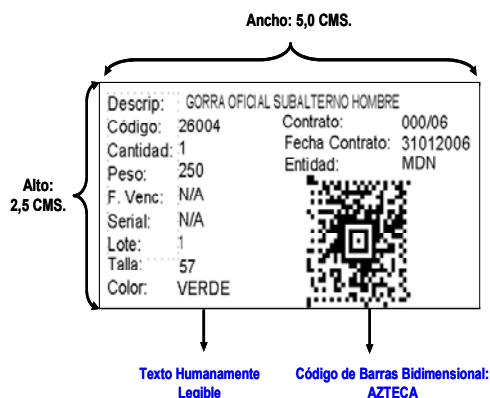 Ancho: 5,0 CMS.
Descrip: GORRA OFICIAL SUBALTERNO HOMBRE
Código: 26004 Contrato: 000/06
Cantidad: 1 Fecha Contrato: 31012006
Peso: 250 Entidad: MDN
Alto:
2,5 CMS.
F. Venc: N/A
Serial: N/A
Lote: 1
Talla: 57
Color: VERDE
Texto Humanamente
Legible
Código de Barras Bidimensional:
AZTECA